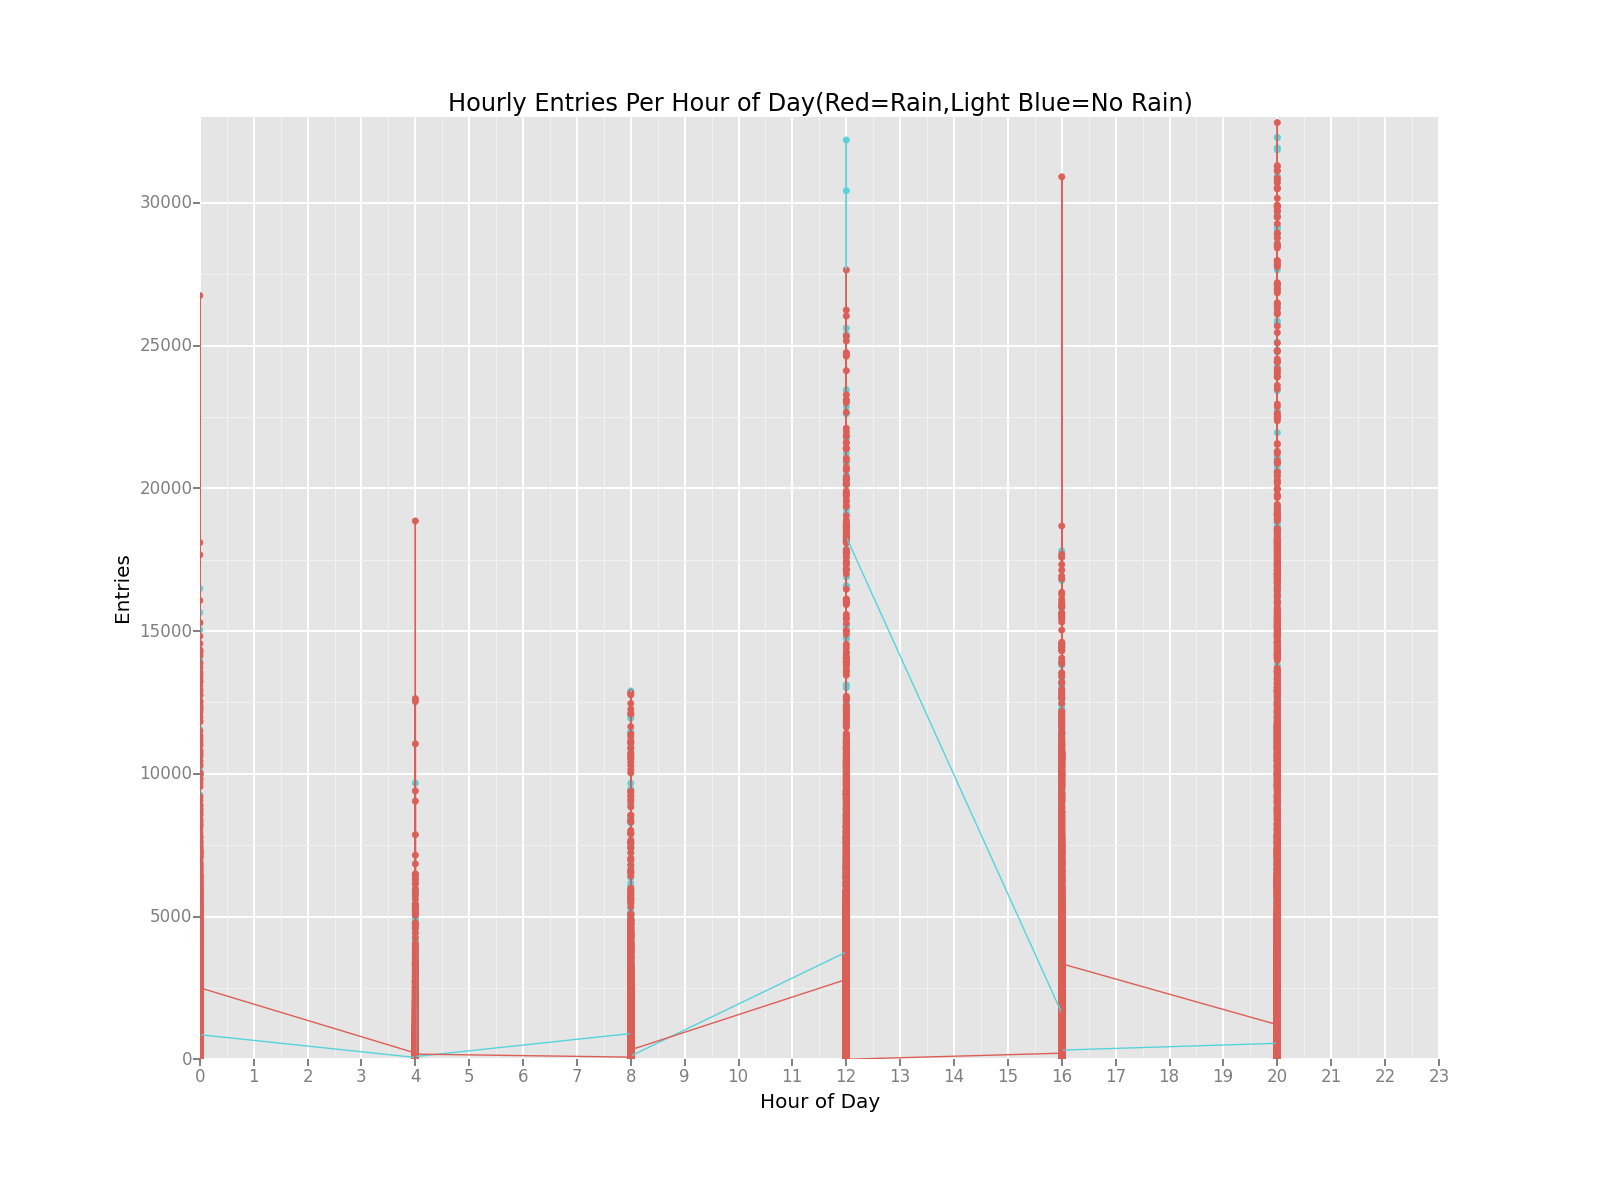 Hourly Entries Per Hour of Day(Red=Rain,Light Blue=No Rain)
30000
25000
20000
15000
10000
5000
0
Entries
0 1 2 3 4 5 6 7 8 9 10 11 12 13 14 15 16 17 18 19 20 21 22 23
Hour of Day